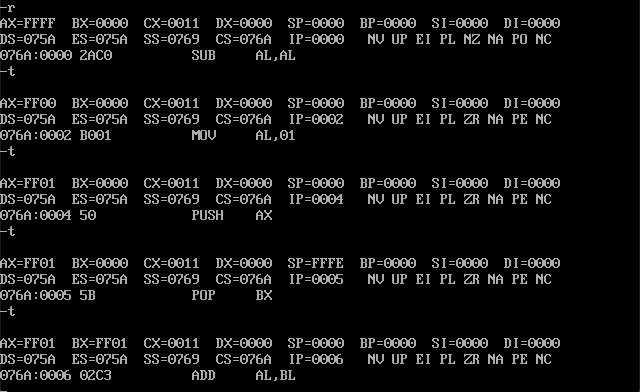 -r
AX=FFFF  BX=0000  CX=0011  DX=0000  SP=0000  BP=0000  SI=0000  DI=0000
DS=075A  ES=075A  SS=0769  CS=076A  IP=0000   NV UP EI PL NZ NA PO NC
076A:0000 2AC0          SUB     AL,AL
-t
AX=FF00  BX=0000  CX=0011  DX=0000  SP=0000  BP=0000  SI=0000  DI=0000
DS=075A  ES=075A  SS=0769  CS=076A  IP=0002   NV UP EI PL ZR NA PE NC
076A:0002 B001          MOV     AL,01
-t
AX=FF01  BX=0000  CX=0011  DX=0000  SP=0000  BP=0000  SI=0000  DI=0000
DS=075A  ES=075A  SS=0769  CS=076A  IP=0004   NV UP EI PL ZR NA PE NC
076A:0004 50            PUSH    AX
-t
AX=FF01  BX=0000  CX=0011  DX=0000  SP=FFFE  BP=0000  SI=0000  DI=0000
DS=075A  ES=075A  SS=0769  CS=076A  IP=0005   NV UP EI PL ZR NA PE NC
076A:0005 5B            POP     BX
-t
AX=FF01  BX=FF01  CX=0011  DX=0000  SP=0000  BP=0000  SI=0000  DI=0000
DS=075A  ES=075A  SS=0769  CS=076A  IP=0006   NV UP EI PL ZR NA PE NC
076A:0006 02C3          ADD     AL,BL